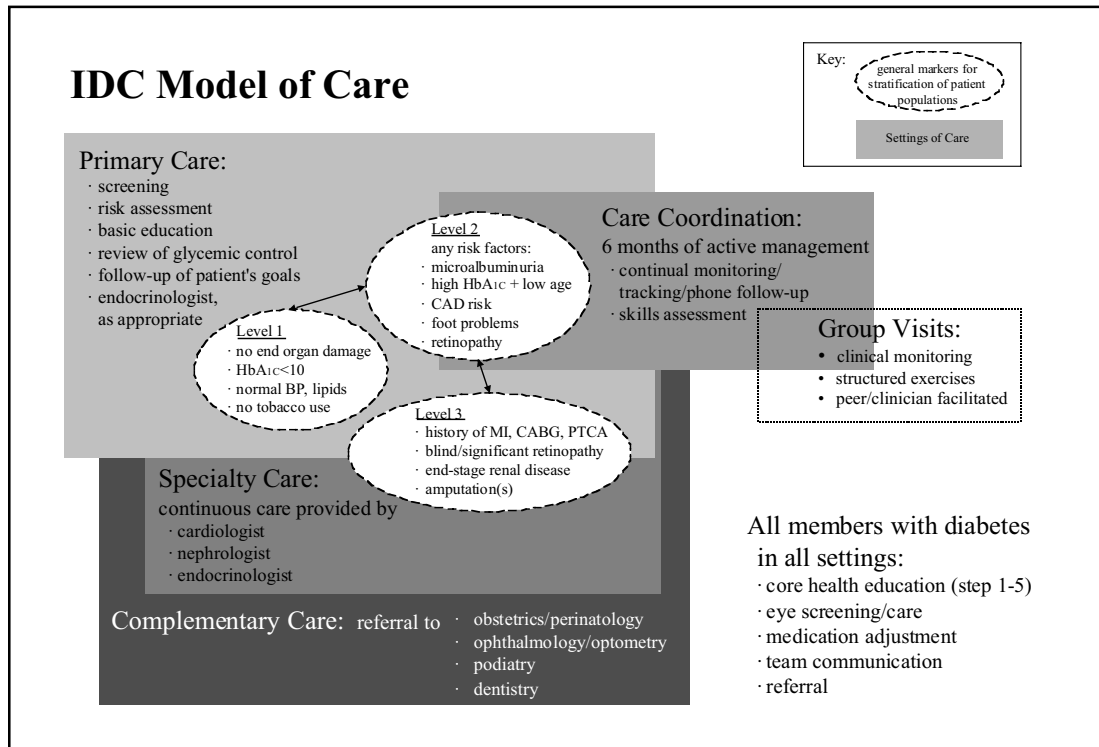 IDC Model of Care
Key:
general markers for
stratification of patient
populations
Settings of Care
Primary Care:
· screening
· risk assessment
· basic education
· review of glycemic control
· follow-up of patient's goals
· endocrinologist,
as appropriate
Level 1
· no end organ damage
· HbA1C<10
· normal BP, lipids
· no tobacco use
Level 2
any risk factors:
· microalbuminuria
· high HbA1C + low age
· CAD risk
· foot problems
· retinopathy
Care Coordination:
6 months of active management
· continual monitoring/
tracking/phone follow-up
· skills assessment
Group Visits:
• clinical monitoring
• structured exercises
• peer/clinician facilitated
Level 3
· history of MI, CABG, PTCA
· blind/significant retinopathy
· end-stage renal disease
· amputation(s)
Specialty Care:
continuous care provided by
· cardiologist
· nephrologist
· endocrinologist
Complementary Care: referral to
· obstetrics/perinatology
· ophthalmology/optometry
· podiatry
· dentistry
All members with diabetes
in all settings:
· core health education (step 1-5)
· eye screening/care
· medication adjustment
· team communication
· referral